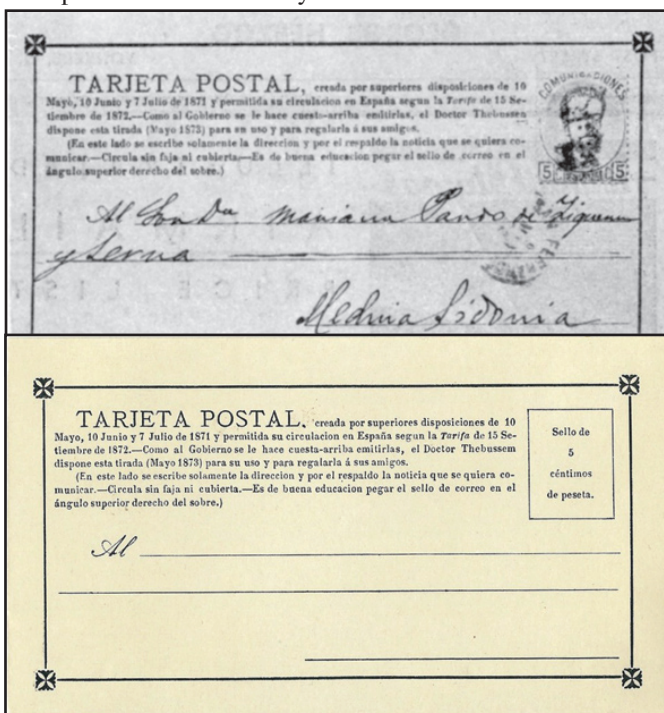 TARJETA POSTAL, creada por superiores disposiciones de 10
Mayo, 10 Junio y 7 Julio de 1871 y permitida su circulacion en España segun la Tarifa de 15 Se-
tiembre de 1872.—Como al Gobierno se le hace cuesta-arriba emitirlas, el Doctor Thebussem
dispone esta tirada (Mayo 1873) para su uso y para regalarla á sus amigos.
(En este lado se escribe solamente la direccion y por el respaldo la noticia que se quiera co-
municar.—Circula sin faja ni cubierta.—Es de buena educacion pegar el sello de correo en el
ángulo superior derecho del sobre.)
COMUNICACIONES
5 5
Al Sor Dn Mariano Pardo de Figueroa
y Serna
Medina Sidonia
TARJETA POSTAL, creada por superiores disposiciones de 10
Mayo, 10 Junio y 7 Julio de 1871 y permitida su circulacion en España segun la Tarifa de 15 Se-
tiembre de 1872.—Como al Gobierno se le hace cuesta-arriba emitirlas, el Doctor Thebussem
dispone esta tirada (Mayo 1873) para su uso y para regalarla á sus amigos.
(En este lado se escribe solamente la direccion y por el respaldo la noticia que se quiera co-
municar.—Circula sin faja ni cubierta.—Es de buena educacion pegar el sello de correo en el
ángulo superior derecho del sobre.)
Sello de
5
céntimos
de peseta.
Al